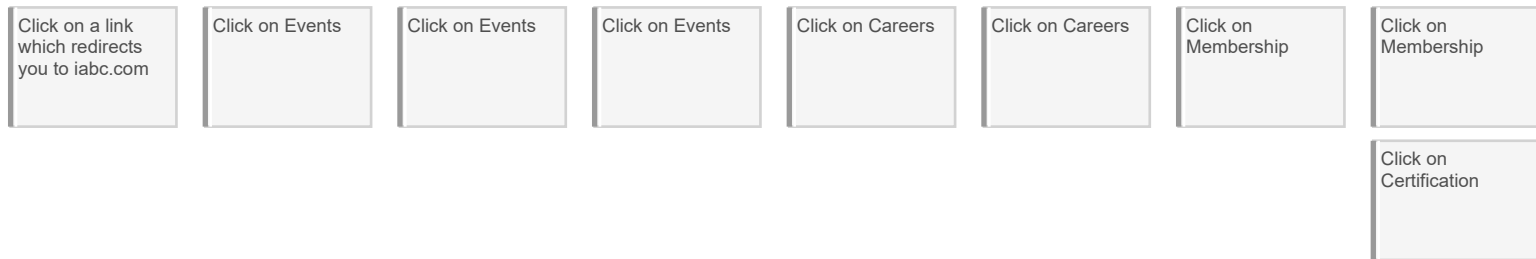 Click on a link
which redirects
you to iabc.com
Click on Events
Click on Events
Click on Events
Click on Careers
Click on Careers
Click on
Membership
Click on
Membership
Click on
Certification